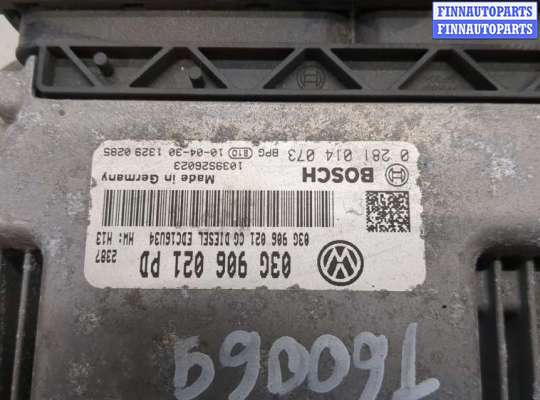 FINNAUTOPARTS
FINNAUTOPARTS
03G 906 021 PD 2387
03G 906 021 CG DIESEL EDC16U34 HW: H13
BOSCH
1039S26023
Made in Germany
0 281 014 073 BPG 810 10-04-30 1329 0285